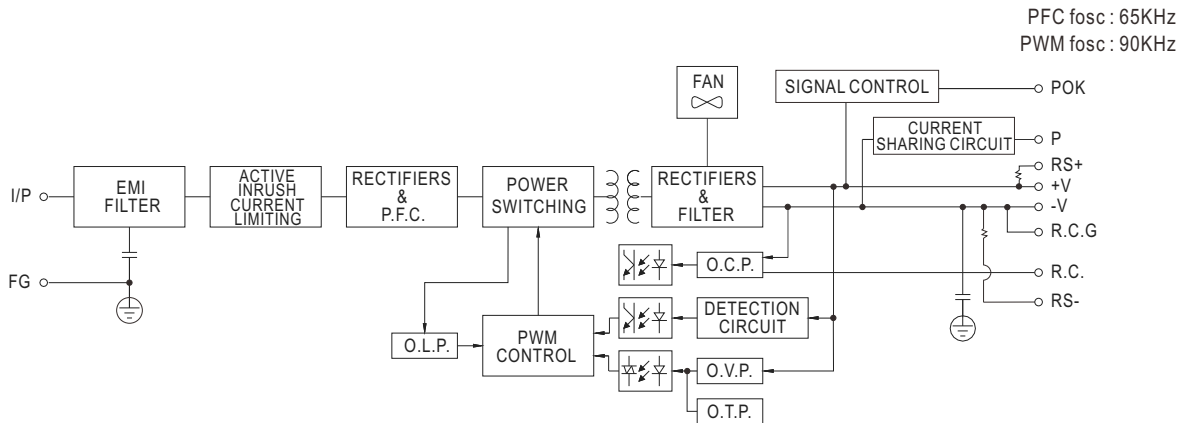 PFC fosc : 65KHz
PWM fosc : 90KHz
FAN
SIGNAL CONTROL
POK
CURRENT
SHARING CIRCUIT
P
RS+
+V
-V
R.C.G
R.C.
RS-
I/P
EMI
FILTER
ACTIVE
INRUSH
CURRENT
LIMITING
RECTIFIERS
&
P.F.C.
POWER
SWITCHING
RECTIFIERS
&
FILTER
FG
O.C.P.
DETECTION
CIRCUIT
O.L.P.
PWM
CONTROL
O.V.P.
O.T.P.